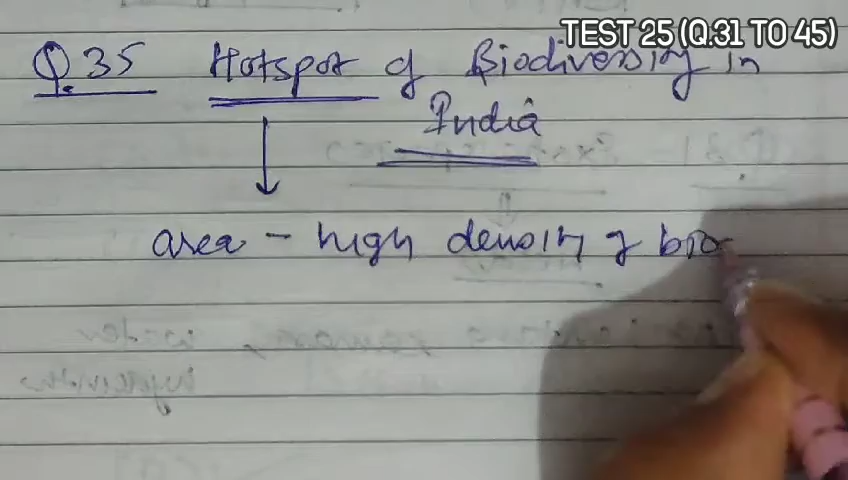 TEST 25 (Q.31 TO 45)
Q.35 Hotspot of Biodiversity in
India
area - high density of bio